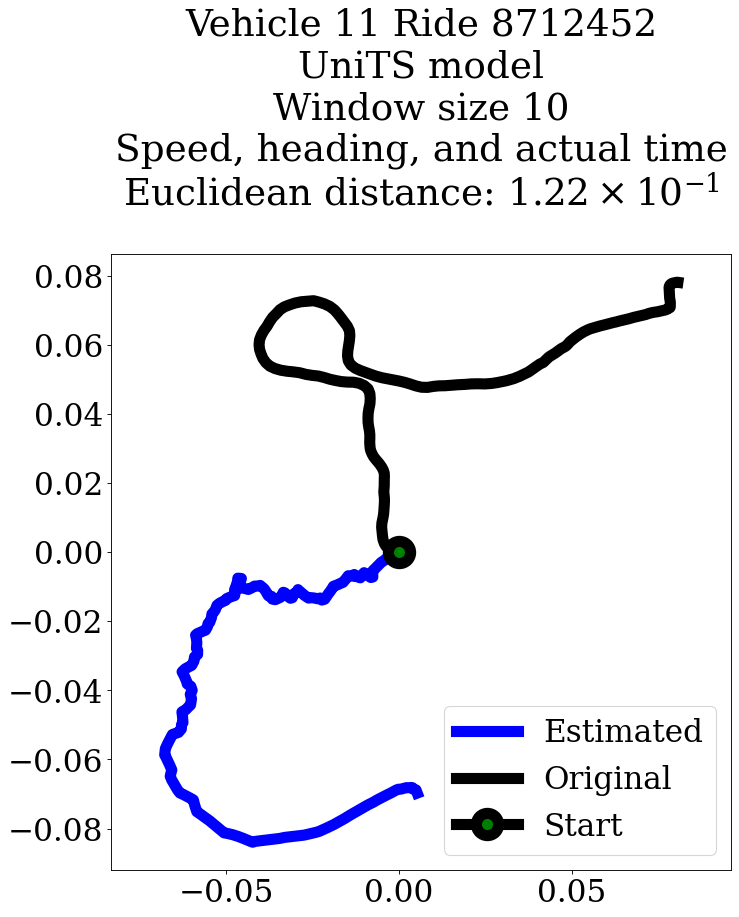 Vehicle 11 Ride 8712452
UniTS model
Window size 10
Speed, heading, and actual time
Euclidean distance: 1.22 × 10⁻¹
0.08
0.06
0.04
0.02
0.00
−0.02
−0.04
−0.06
−0.08
−0.05
0.00
0.05
Estimated
Original
Start